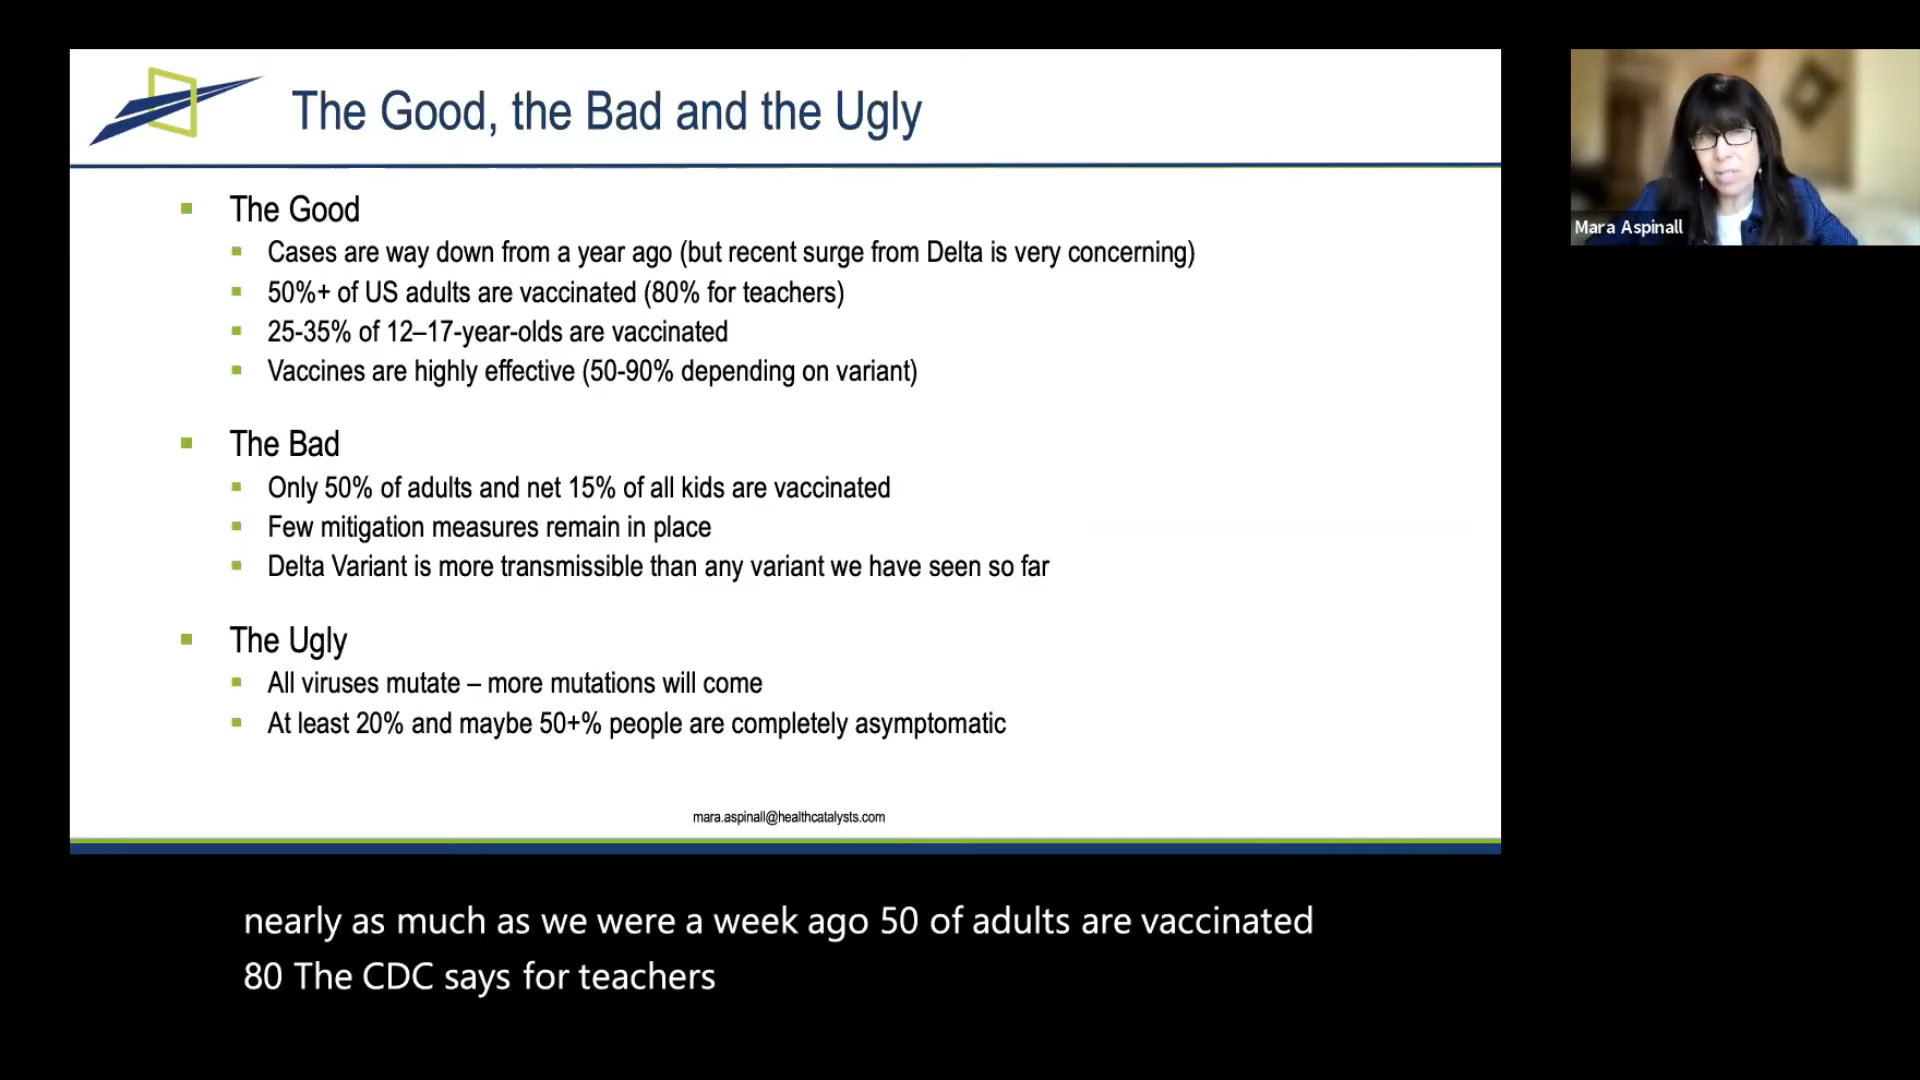 The Good, the Bad and the Ugly
The Good
Cases are way down from a year ago (but recent surge from Delta is very concerning)
50%+ of US adults are vaccinated (80% for teachers)
25-35% of 12–17-year-olds are vaccinated
Vaccines are highly effective (50-90% depending on variant)
The Bad
Only 50% of adults and net 15% of all kids are vaccinated
Few mitigation measures remain in place
Delta Variant is more transmissible than any variant we have seen so far
The Ugly
All viruses mutate – more mutations will come
At least 20% and maybe 50+% people are completely asymptomatic
mara.aspinall@healthcatalysts.com
Mara Aspinall
nearly as much as we were a week ago 50 of adults are vaccinated
80 The CDC says for teachers